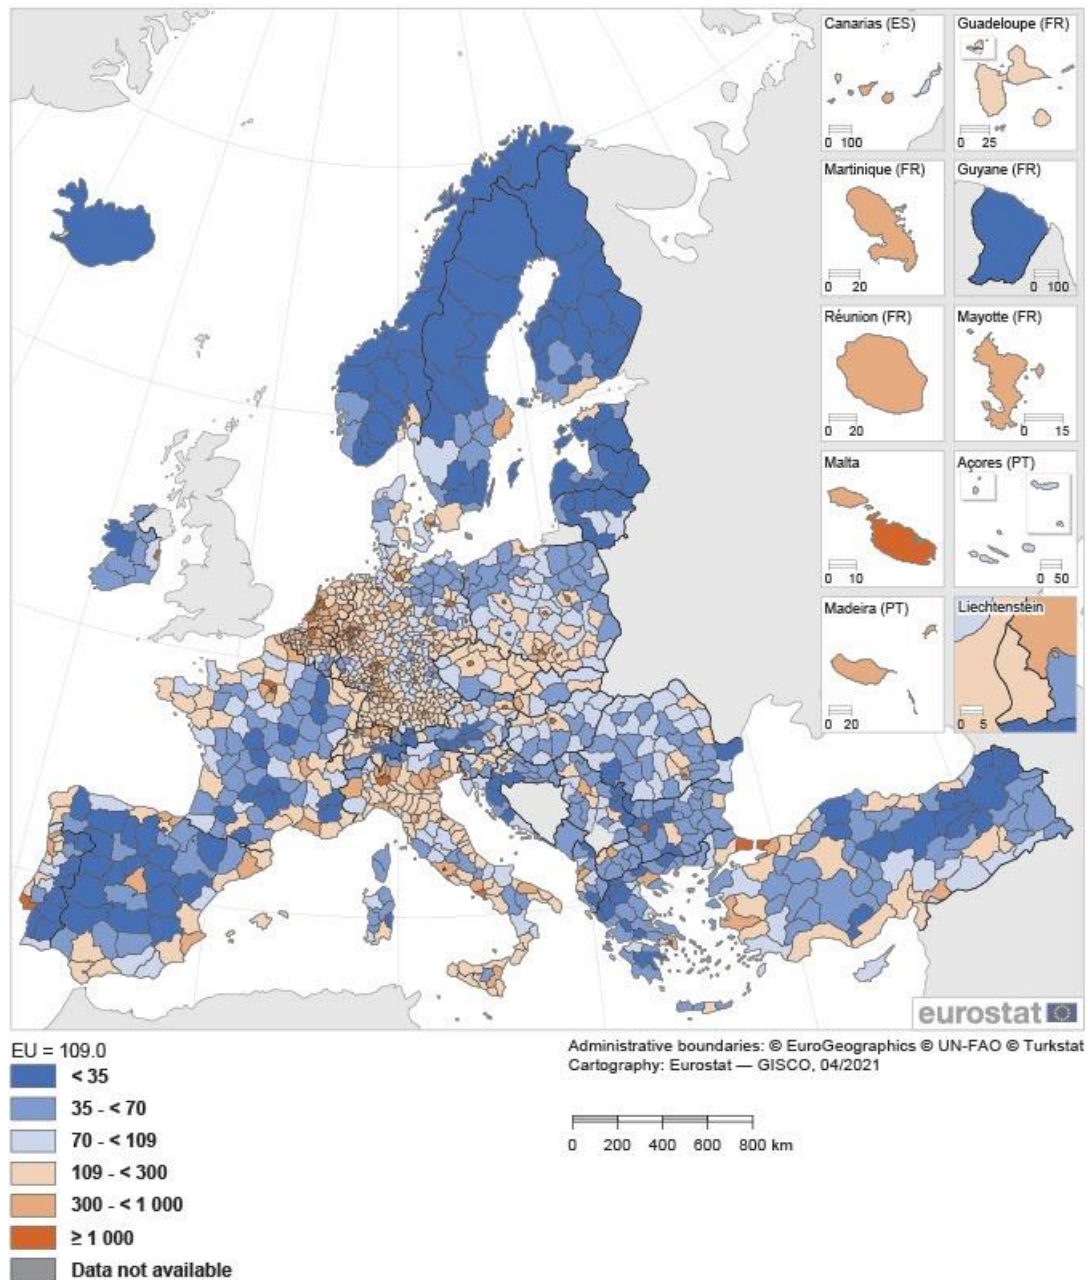 Canarias (ES)
0 100
Guadeloupe (FR)
0 25
Martinique (FR)
0 20
Guyane (FR)
0 100
Réunion (FR)
0 20
Mayotte (FR)
0 15
Malta
0 10
Açores (PT)
0 50
Madeira (PT)
0 20
Liechtenstein
0 5
eurostat
EU = 109.0
< 35
35 - < 70
70 - < 109
109 - < 300
300 - < 1 000
≥ 1 000
Data not available
Administrative boundaries: © EuroGeographics © UN-FAO © Turkstat
Cartography: Eurostat — GISCO, 04/2021
0 200 400 600 800 km